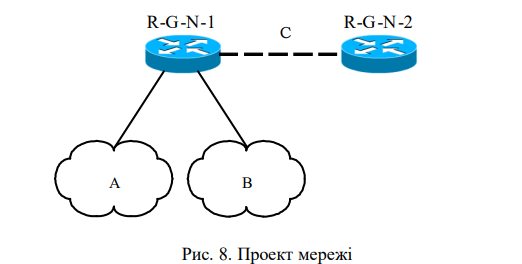 R-G-N-1
C
R-G-N-2
A
B
Рис. 8. Проект мережі